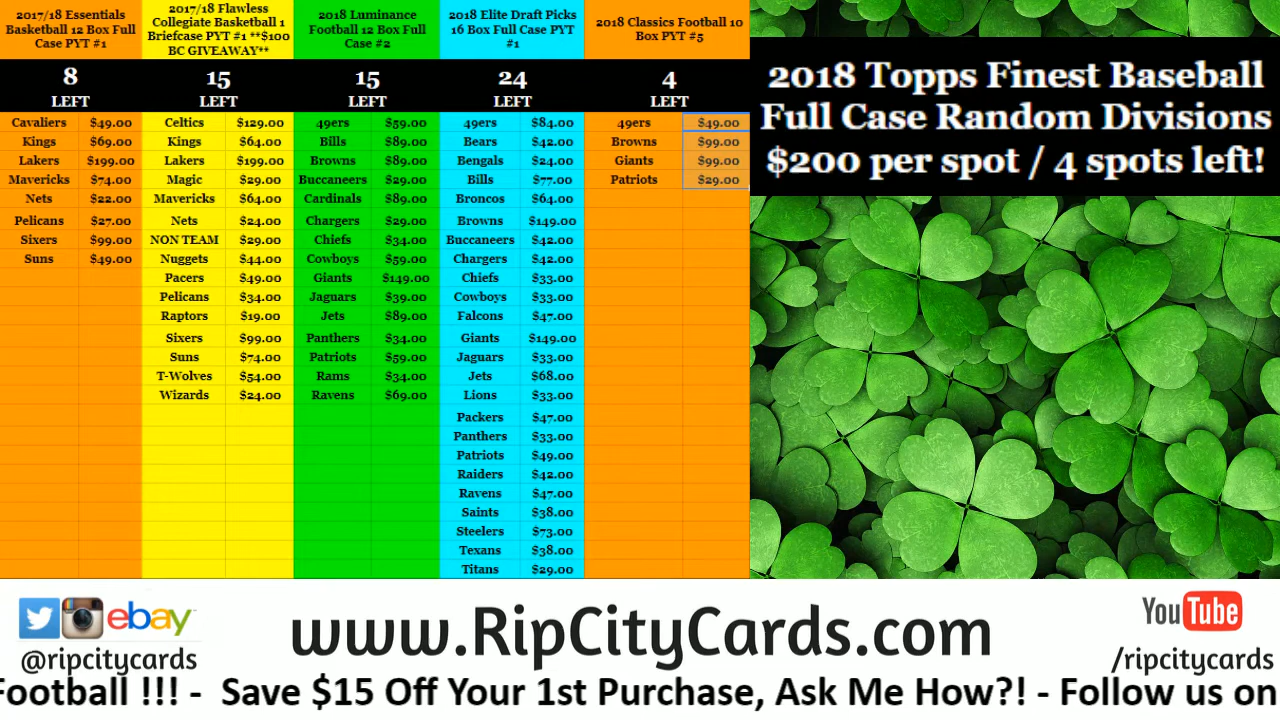 2017/18 Essentials
Basketball 12 Box Full
Case PYT #1
8
LEFT
Cavaliers $49.00
Kings $69.00
Lakers $199.00
Mavericks $74.00
Nets $22.00
Pelicans $27.00
Sixers $99.00
Suns $49.00
2017/18 Flawless
Collegiate Basketball 1
Briefcase PYT #1 **$100
BC GIVEAWAY**
15
LEFT
Celtics $129.00
Kings $64.00
Lakers $199.00
Magic $29.00
Mavericks $64.00
Nets $24.00
NON TEAM $29.00
Nuggets $44.00
Pacers $49.00
Pelicans $34.00
Raptors $19.00
Sixers $99.00
Suns $74.00
T-Wolves $54.00
Wizards $24.00
2018 Luminance
Football 12 Box Full
Case #2
15
LEFT
49ers $59.00
Bills $89.00
Browns $89.00
Buccaneers $29.00
Cardinals $89.00
Chargers $29.00
Chiefs $34.00
Cowboys $59.00
Giants $149.00
Jaguars $39.00
Jets $89.00
Panthers $34.00
Patriots $59.00
Rams $34.00
Ravens $69.00
2018 Elite Draft Picks
16 Box Full Case PYT
#1
24
LEFT
49ers $84.00
Bears $42.00
Bengals $24.00
Bills $77.00
Broncos $64.00
Browns $149.00
Buccaneers $42.00
Chargers $42.00
Chiefs $33.00
Cowboys $33.00
Falcons $47.00
Giants $149.00
Jaguars $33.00
Jets $68.00
Lions $33.00
Packers $47.00
Panthers $33.00
Patriots $49.00
Raiders $42.00
Ravens $47.00
Saints $38.00
Steelers $73.00
Texans $38.00
Titans $29.00
2018 Classics Football 10
Box PYT #5
4
LEFT
49ers $49.00
Browns $99.00
Giants $99.00
Patriots $29.00
2018 Topps Finest Baseball
Full Case Random Divisions
$200 per spot / 4 spots left!
ebay
@ripcitycards
www.RipCityCards.com
YouTube
/ripcitycards
Football !!! - Save $15 Off Your 1st Purchase, Ask Me How?! - Follow us on